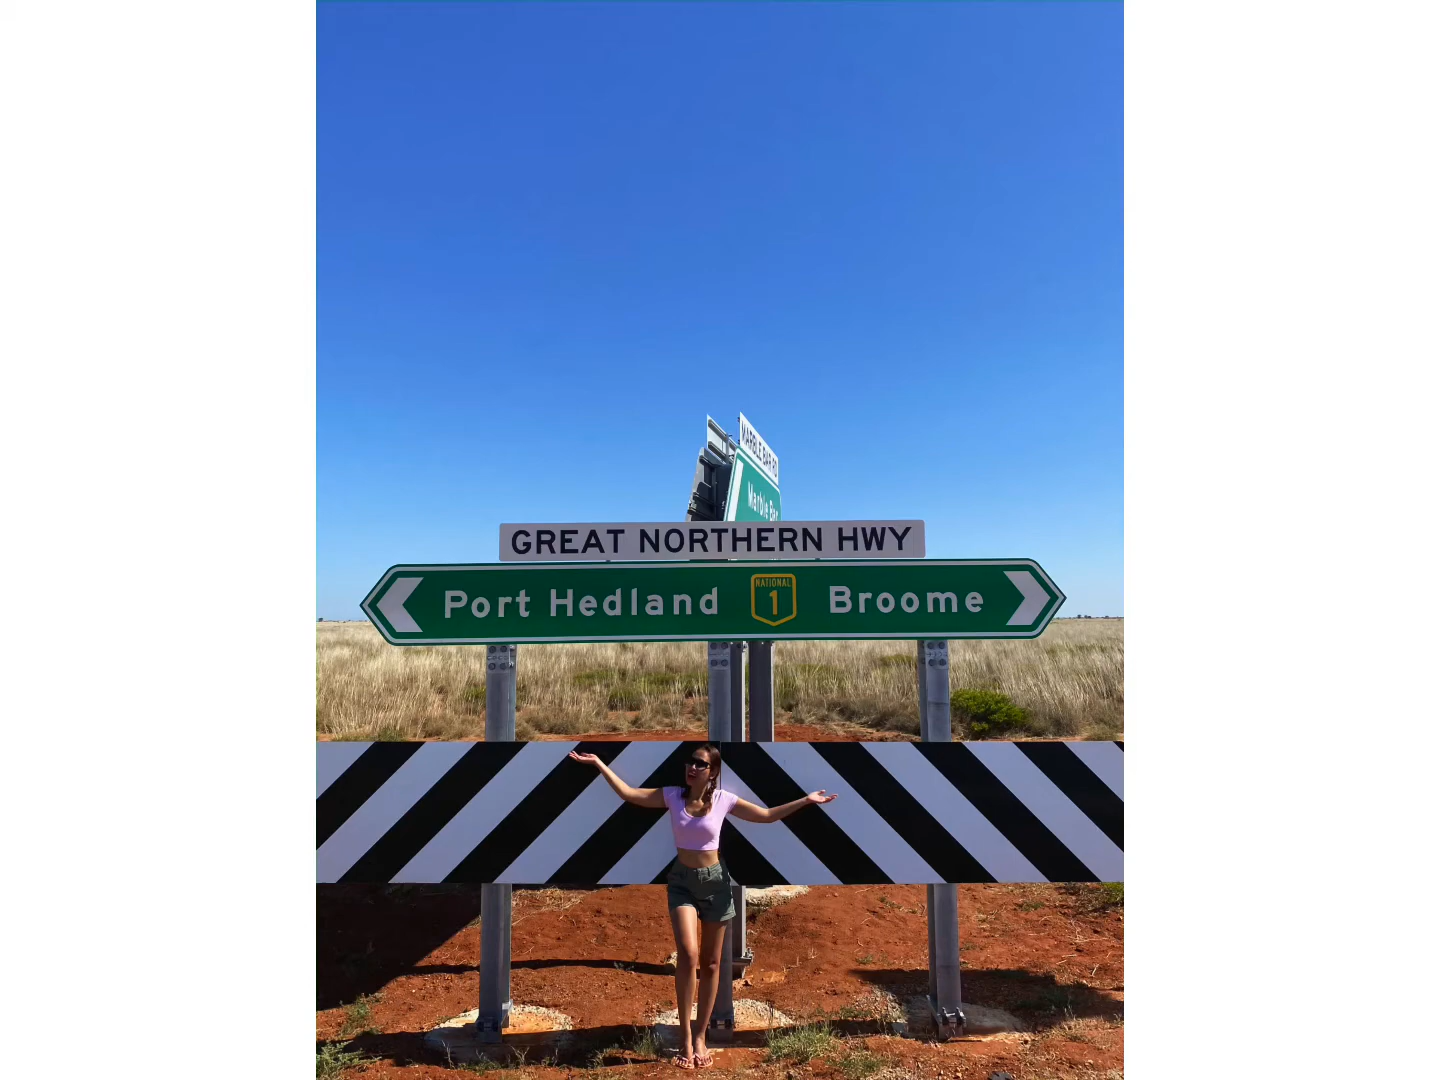 MARBLE BAR RD
Marble Bar
GREAT NORTHERN HWY
Port Hedland
NATIONAL
1
Broome